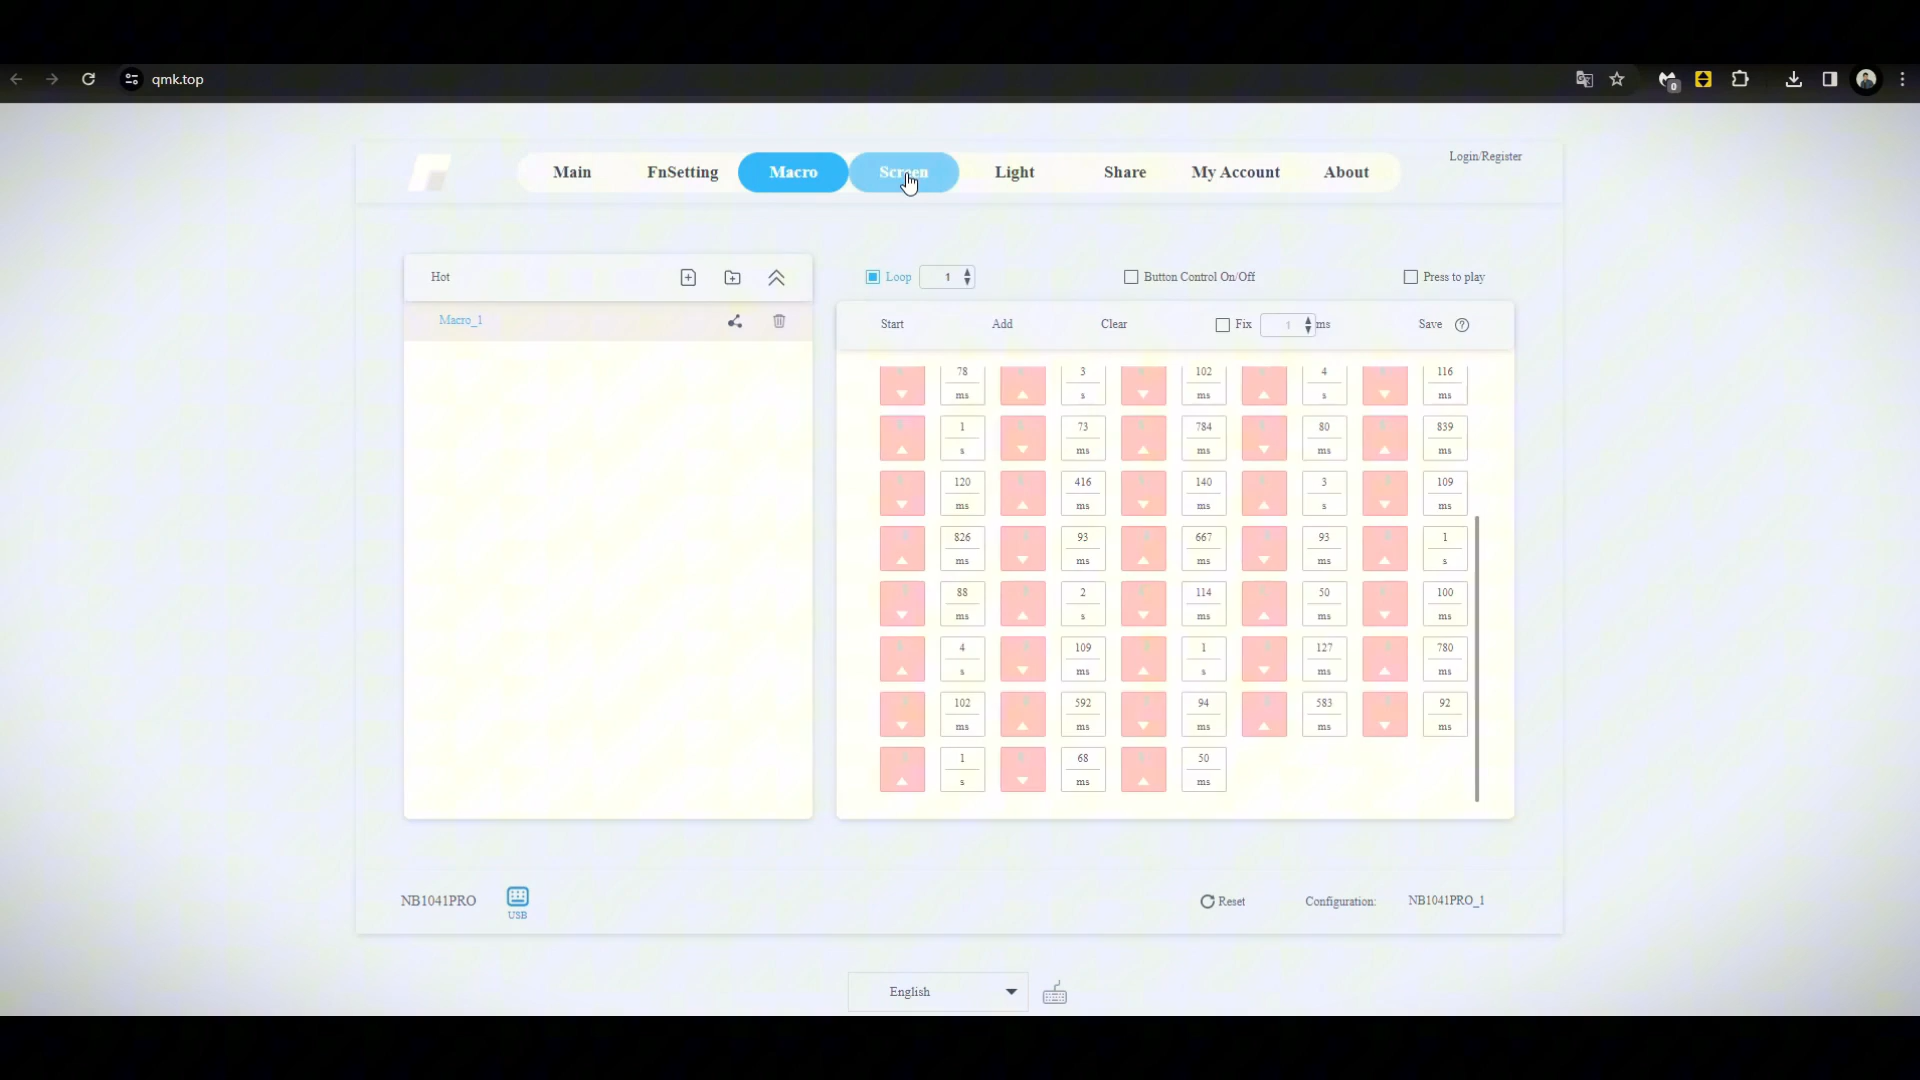 qmk.top
0
Main FnSetting Macro Screen Light Share My Account About Login/Register
Hot
Macro_1
Loop 1 Button Control On/Off Press to play
Start Add Clear Fix 1 ms Save ?
78 3 102 4 116
ms s ms s ms
1 73 784 80 839
s ms ms ms ms
120 416 140 3 109
ms ms ms s ms
826 93 667 93 1
ms ms ms ms s
88 2 114 50 100
ms s ms ms ms
4 109 1 127 780
s ms s ms ms
102 592 94 583 92
ms ms ms ms ms
1 68 50
s ms ms
NB1041PRO USB Reset Configuration: NB1041PRO_1
English